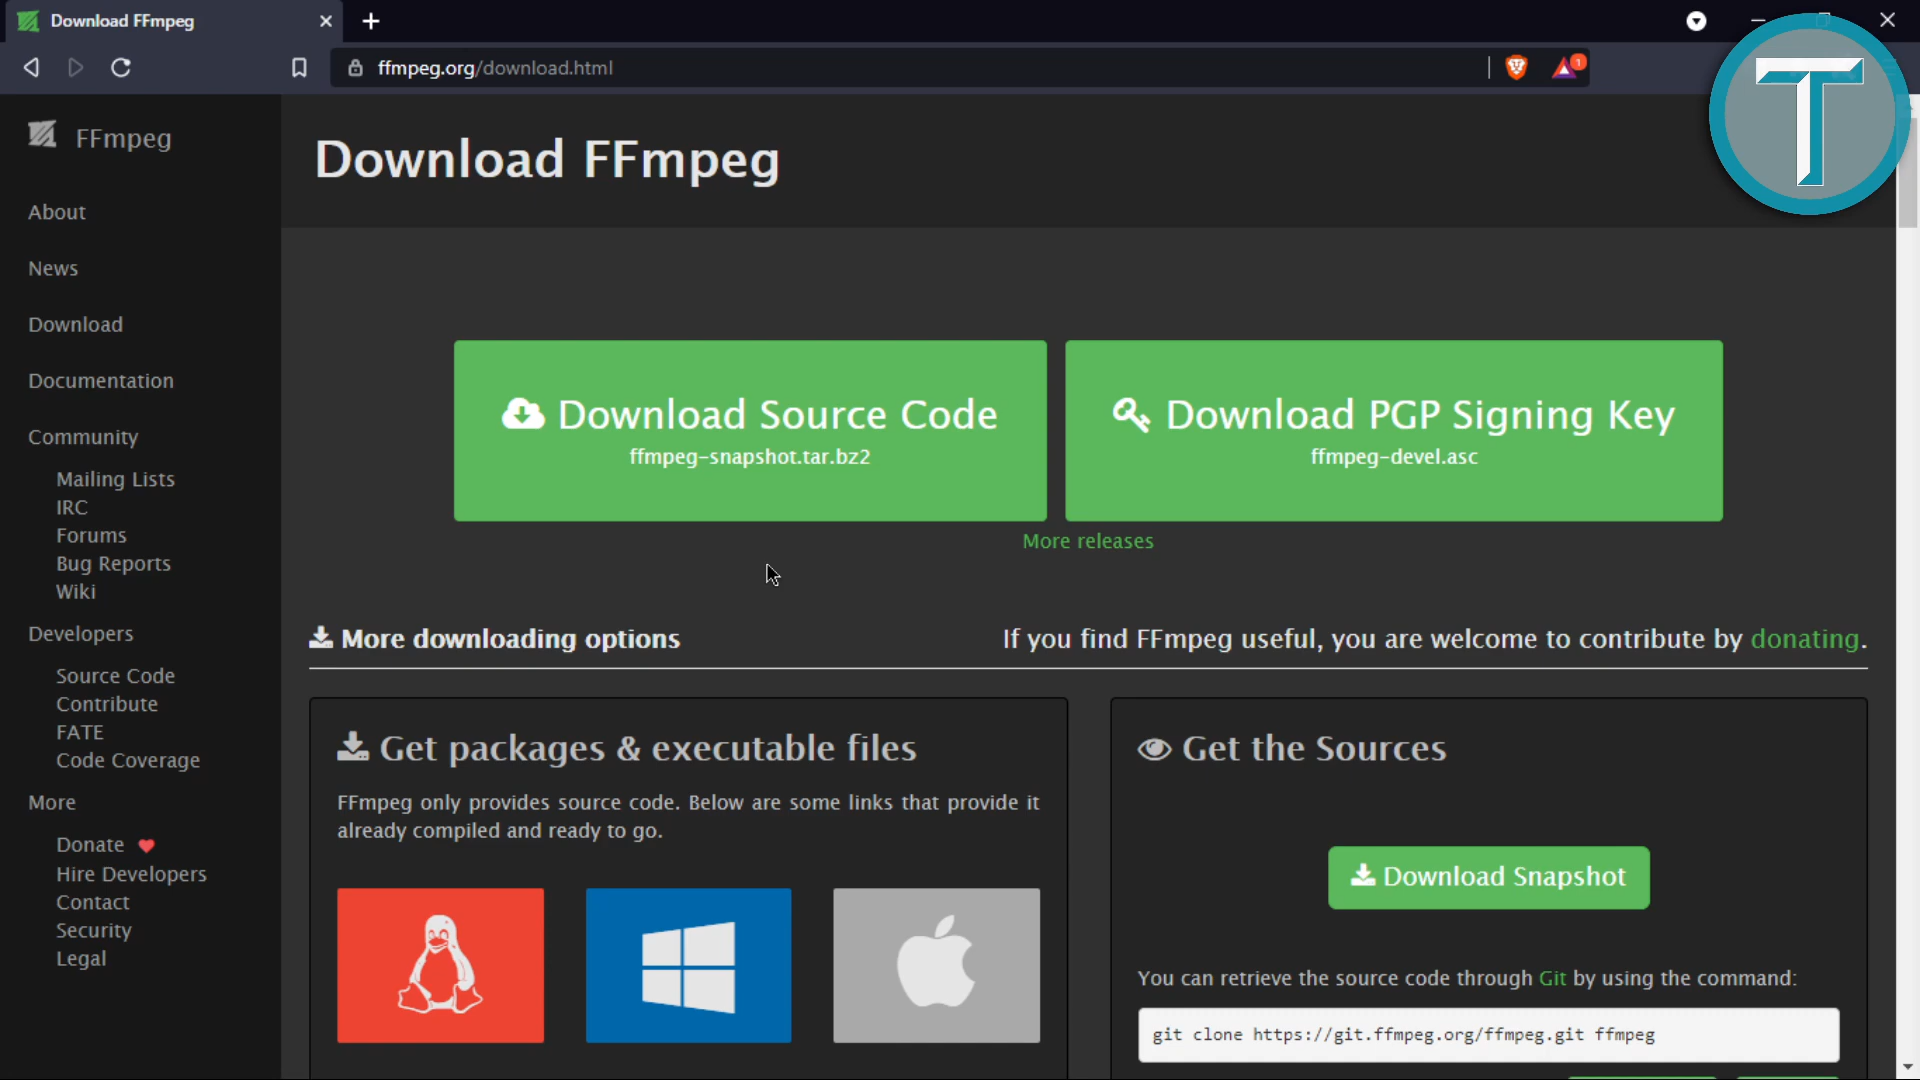 Download FFmpeg
ffmpeg.org/download.html
1
T
FFmpeg
About
News
Download
Documentation
Community
Mailing Lists
IRC
Forums
Bug Reports
Wiki
Developers
Source Code
Contribute
FATE
Code Coverage
More
Donate
Hire Developers
Contact
Security
Legal
Download FFmpeg
Download Source Code
ffmpeg-snapshot.tar.bz2
Download PGP Signing Key
ffmpeg-devel.asc
More releases
More downloading options
If you find FFmpeg useful, you are welcome to contribute by donating.
Get packages & executable files
FFmpeg only provides source code. Below are some links that provide it
already compiled and ready to go.
Get the Sources
Download Snapshot
You can retrieve the source code through Git by using the command:
git clone https://git.ffmpeg.org/ffmpeg.git ffmpeg